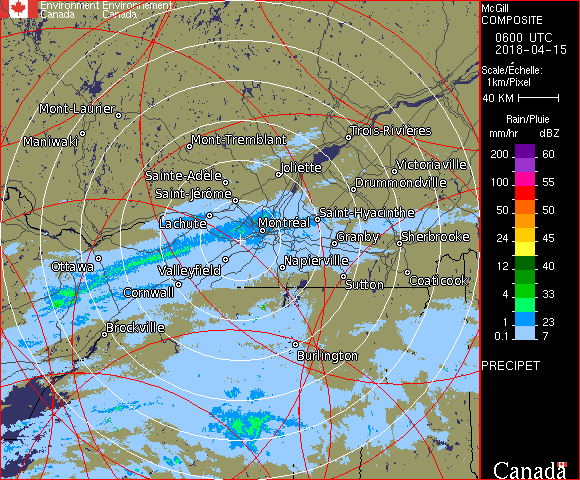 Environment Environnement
Canada Canada
McGill
COMPOSITE
0600 UTC
2018-04-15
Scale/Échelle:
1km/Pixel
40 KM
Rain/Pluie
mm/hr dBZ
200 60
100 55
50 50
24 45
12 40
4 33
1 23
0.1 7
PRECIPET
Canada
Mont-Laurier
Maniwaki
Mont-Tremblant
Trois-Rivières
Joliette
Victoriaville
Sainte-Adèle
Drummondville
Saint-Jérôme
Lachute
Saint-Hyacinthe
Montréal
Granby
Sherbrooke
Ottawa
Valleyfield
Napierville
Sutton
Coaticook
Cornwall
Brockville
Burlington